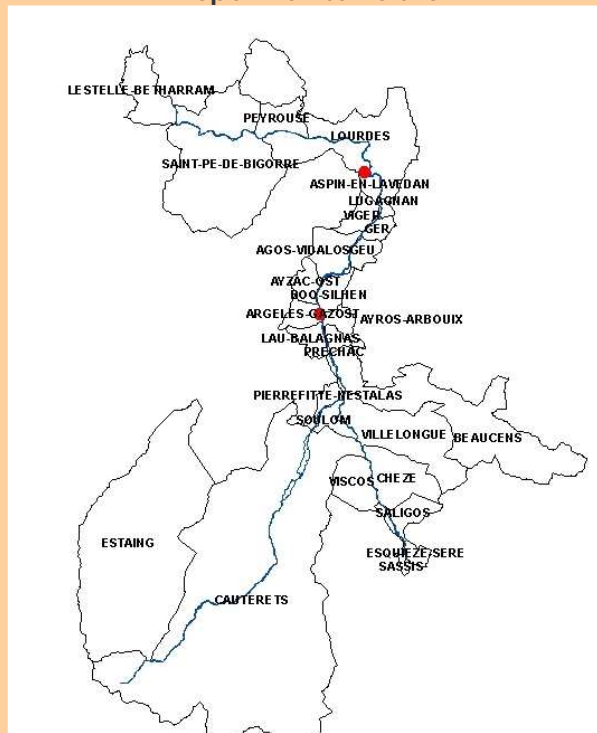 LESTELLE-BETHARRAM
PEYROUSE
LOURDES
SAINT-PE-DE-BIGORRE
ASPIN-EN-LAVEDAN
LUGAGNAN
VIGER
GER
AGOS-VIDALOSGEU
AYZAC-OST
BOO-SILHEN
ARGELES-GAZOST
AYROS-ARBOUIX
LAU-BALAGNAS
PRECHAC
PIERREFITTE-NESTALAS
SOULOM
VILLELONGUE
BEAUCENS
VISCOS
CHEZE
SALIGOS
ESTAING
ESQUIEZE-SERE
SASSIS
CAUTERETS